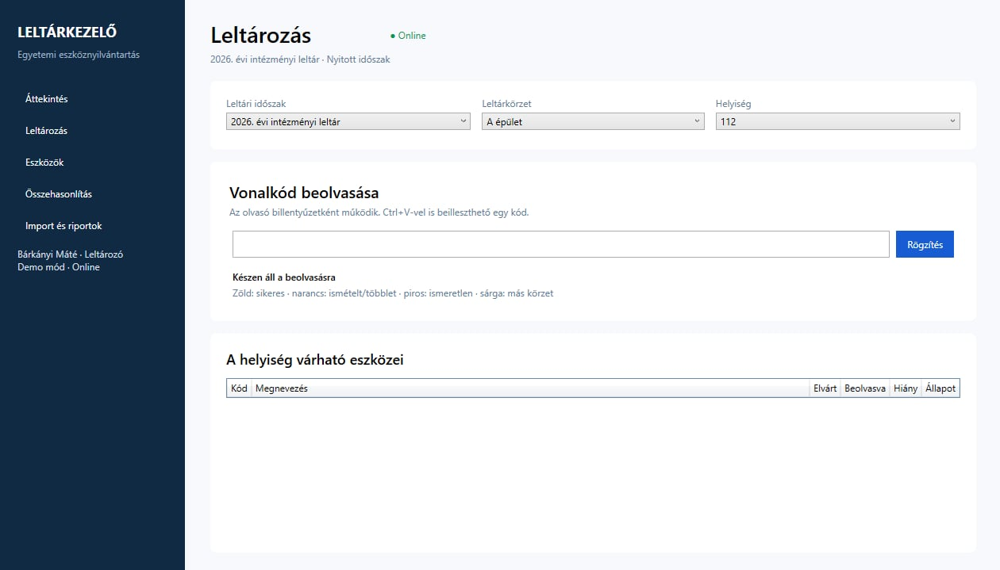 LELTÁRKEZELŐ
Egyetemi eszköznyilvántartás
Áttekintés
Leltározás
Eszközök
Összehasonlítás
Import és riportok
Bárkányi Máté · Leltározó
Demo mód · Online
Leltározás
● Online
2026. évi intézményi leltár · Nyitott időszak
Leltári időszak
Leltárkörzet
Helyiség
2026. évi intézményi leltár
A épület
112
Vonalkód beolvasása
Az olvasó billentyűzetként működik. Ctrl+V-vel is beilleszthető egy kód.
Rögzítés
Készen áll a beolvasásra
Zöld: sikeres · narancs: ismételt/többlet · piros: ismeretlen · sárga: más körzet
A helyiség várható eszközei
Kód Megnevezés Elvárt Beolvasva Hiány Állapot